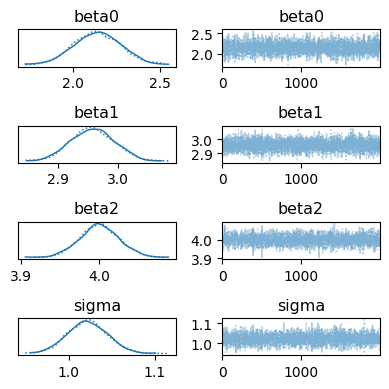 beta0 beta0
2.5
2.0
2.0 2.5 0 1000
beta1 beta1
3.0
2.9
2.9 3.0 0 1000
beta2 beta2
4.0
3.9
3.9 4.0 0 1000
sigma sigma
1.1
1.0
1.0 1.1 0 1000